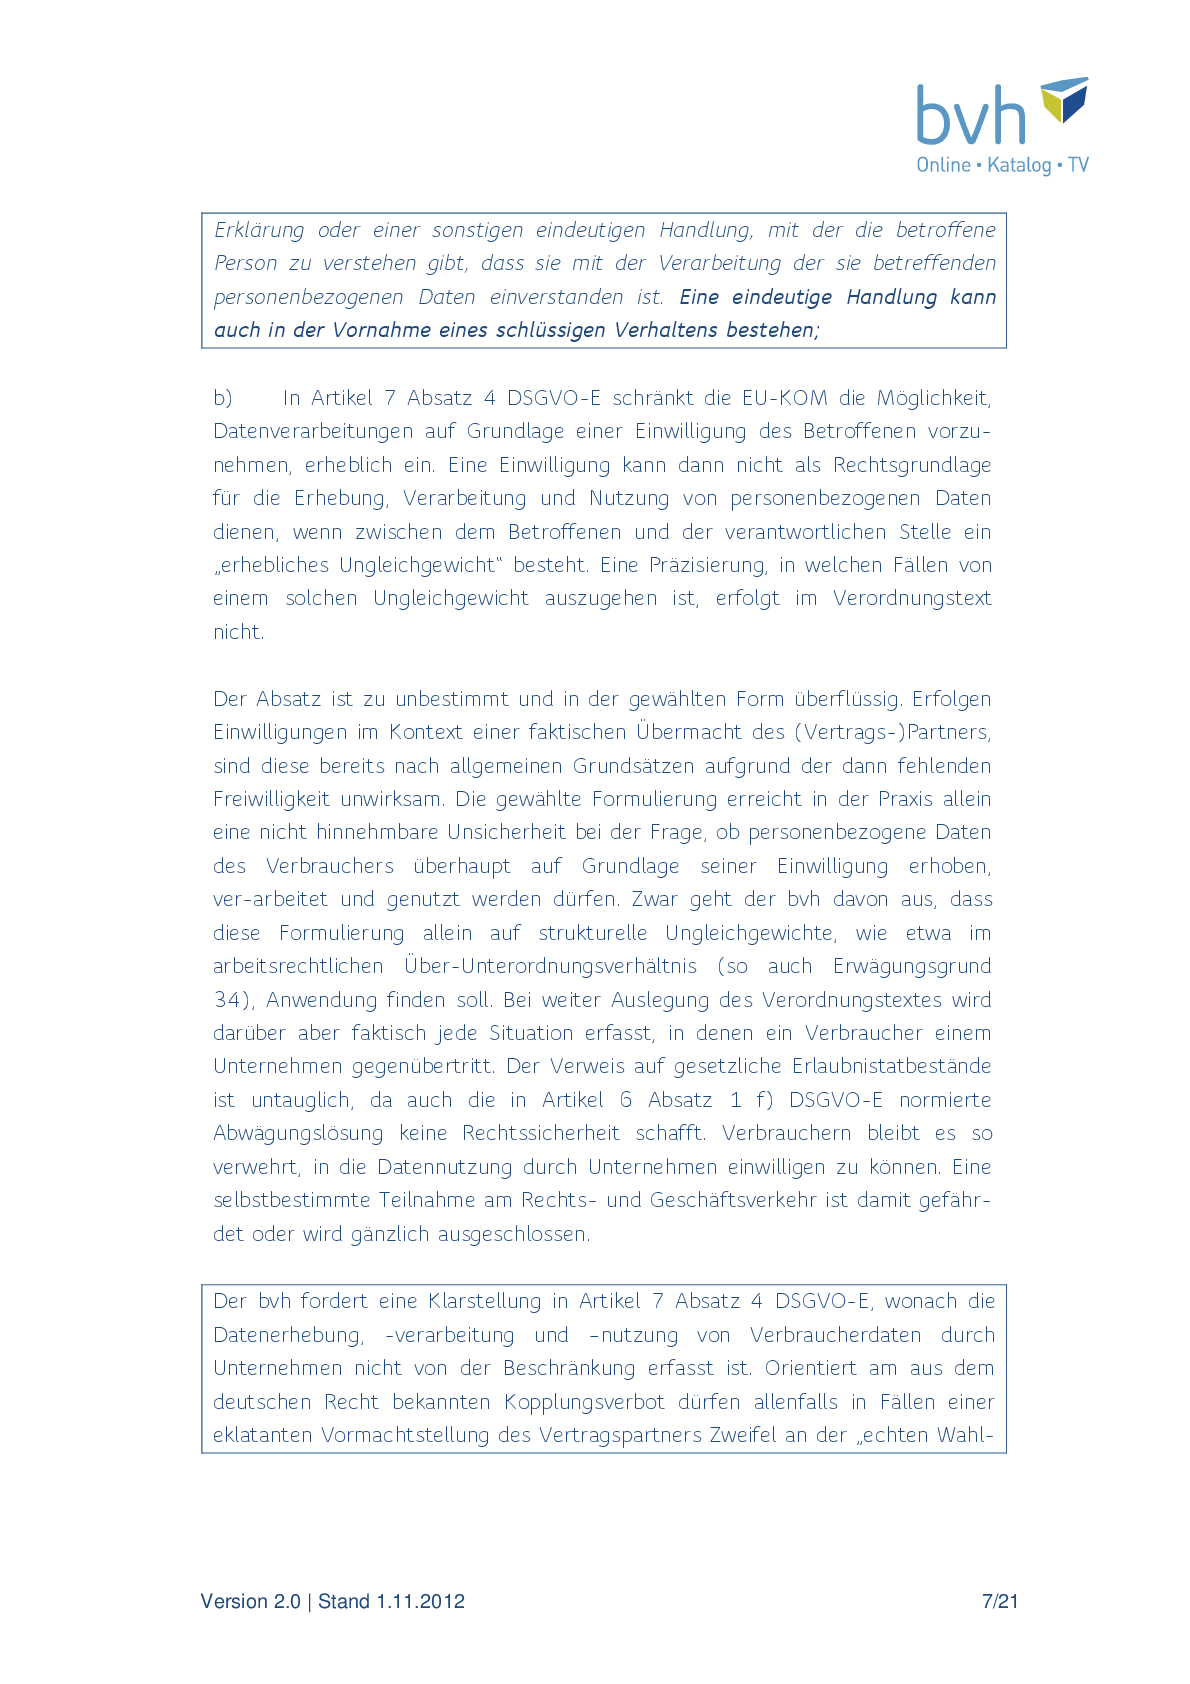 bvh
Online • Katalog • TV
Erklärung oder einer sonstigen eindeutigen Handlung, mit der die betroffene
Person zu verstehen gibt, dass sie mit der Verarbeitung der sie betreffenden
personenbezogenen Daten einverstanden ist. Eine eindeutige Handlung kann
auch in der Vornahme eines schlüssigen Verhaltens bestehen;
b) In Artikel 7 Absatz 4 DSGVO-E schränkt die EU-KOM die Möglichkeit,
Datenverarbeitungen auf Grundlage einer Einwilligung des Betroffenen vorzu-
nehmen, erheblich ein. Eine Einwilligung kann dann nicht als Rechtsgrundlage
für die Erhebung, Verarbeitung und Nutzung von personenbezogenen Daten
dienen, wenn zwischen dem Betroffenen und der verantwortlichen Stelle ein
„erhebliches Ungleichgewicht“ besteht. Eine Präzisierung, in welchen Fällen von
einem solchen Ungleichgewicht auszugehen ist, erfolgt im Verordnungstext
nicht.
Der Absatz ist zu unbestimmt und in der gewählten Form überflüssig. Erfolgen
Einwilligungen im Kontext einer faktischen Übermacht des (Vertrags-)Partners,
sind diese bereits nach allgemeinen Grundsätzen aufgrund der dann fehlenden
Freiwilligkeit unwirksam. Die gewählte Formulierung erreicht in der Praxis allein
eine nicht hinnehmbare Unsicherheit bei der Frage, ob personenbezogene Daten
des Verbrauchers überhaupt auf Grundlage seiner Einwilligung erhoben,
ver-arbeitet und genutzt werden dürfen. Zwar geht der bvh davon aus, dass
diese Formulierung allein auf strukturelle Ungleichgewichte, wie etwa im
arbeitsrechtlichen Über-Unterordnungsverhältnis (so auch Erwägungsgrund
34), Anwendung finden soll. Bei weiter Auslegung des Verordnungstextes wird
darüber aber faktisch jede Situation erfasst, in denen ein Verbraucher einem
Unternehmen gegenübertritt. Der Verweis auf gesetzliche Erlaubnistatbestände
ist untauglich, da auch die in Artikel 6 Absatz 1 f) DSGVO-E normierte
Abwägungslösung keine Rechtssicherheit schafft. Verbrauchern bleibt es so
verwehrt, in die Datennutzung durch Unternehmen einwilligen zu können. Eine
selbstbestimmte Teilnahme am Rechts- und Geschäftsverkehr ist damit gefähr-
det oder wird gänzlich ausgeschlossen.
Der bvh fordert eine Klarstellung in Artikel 7 Absatz 4 DSGVO-E, wonach die
Datenerhebung, -verarbeitung und –nutzung von Verbraucherdaten durch
Unternehmen nicht von der Beschränkung erfasst ist. Orientiert am aus dem
deutschen Recht bekannten Kopplungsverbot dürfen allenfalls in Fällen einer
eklatanten Vormachtstellung des Vertragspartners Zweifel an der „echten Wahl-
Version 2.0 | Stand 1.11.2012 7/21